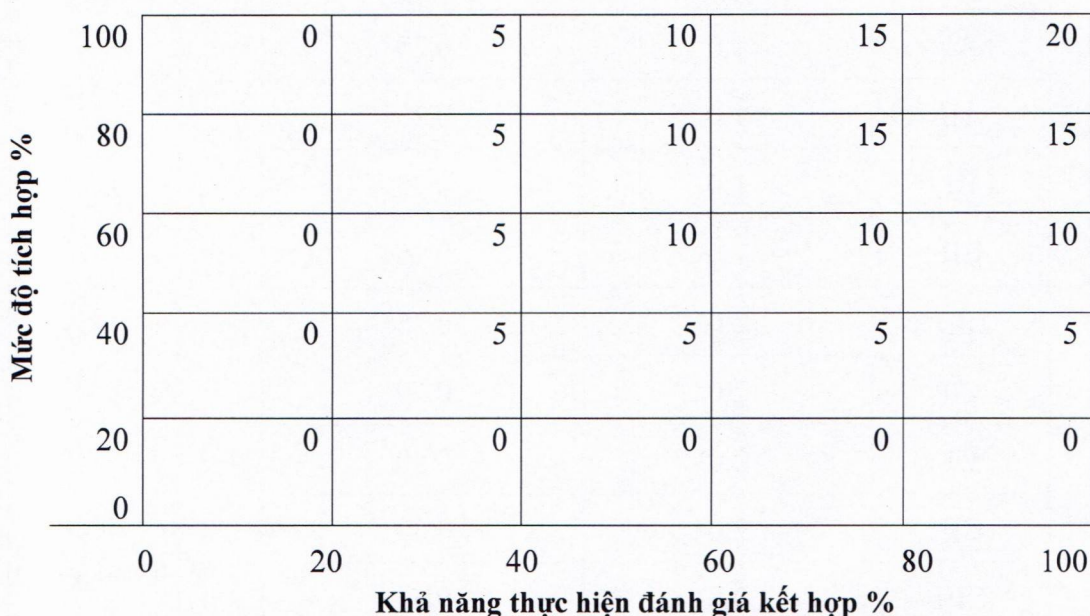 Mức độ tích hợp %
100 0 5 10 15 20
80 0 5 10 15 15
60 0 5 10 10 10
40 0 5 5 5 5
20 0 0 0 0 0
0
0 20 40 60 80 100
Khả năng thực hiện đánh giá kết hợp %